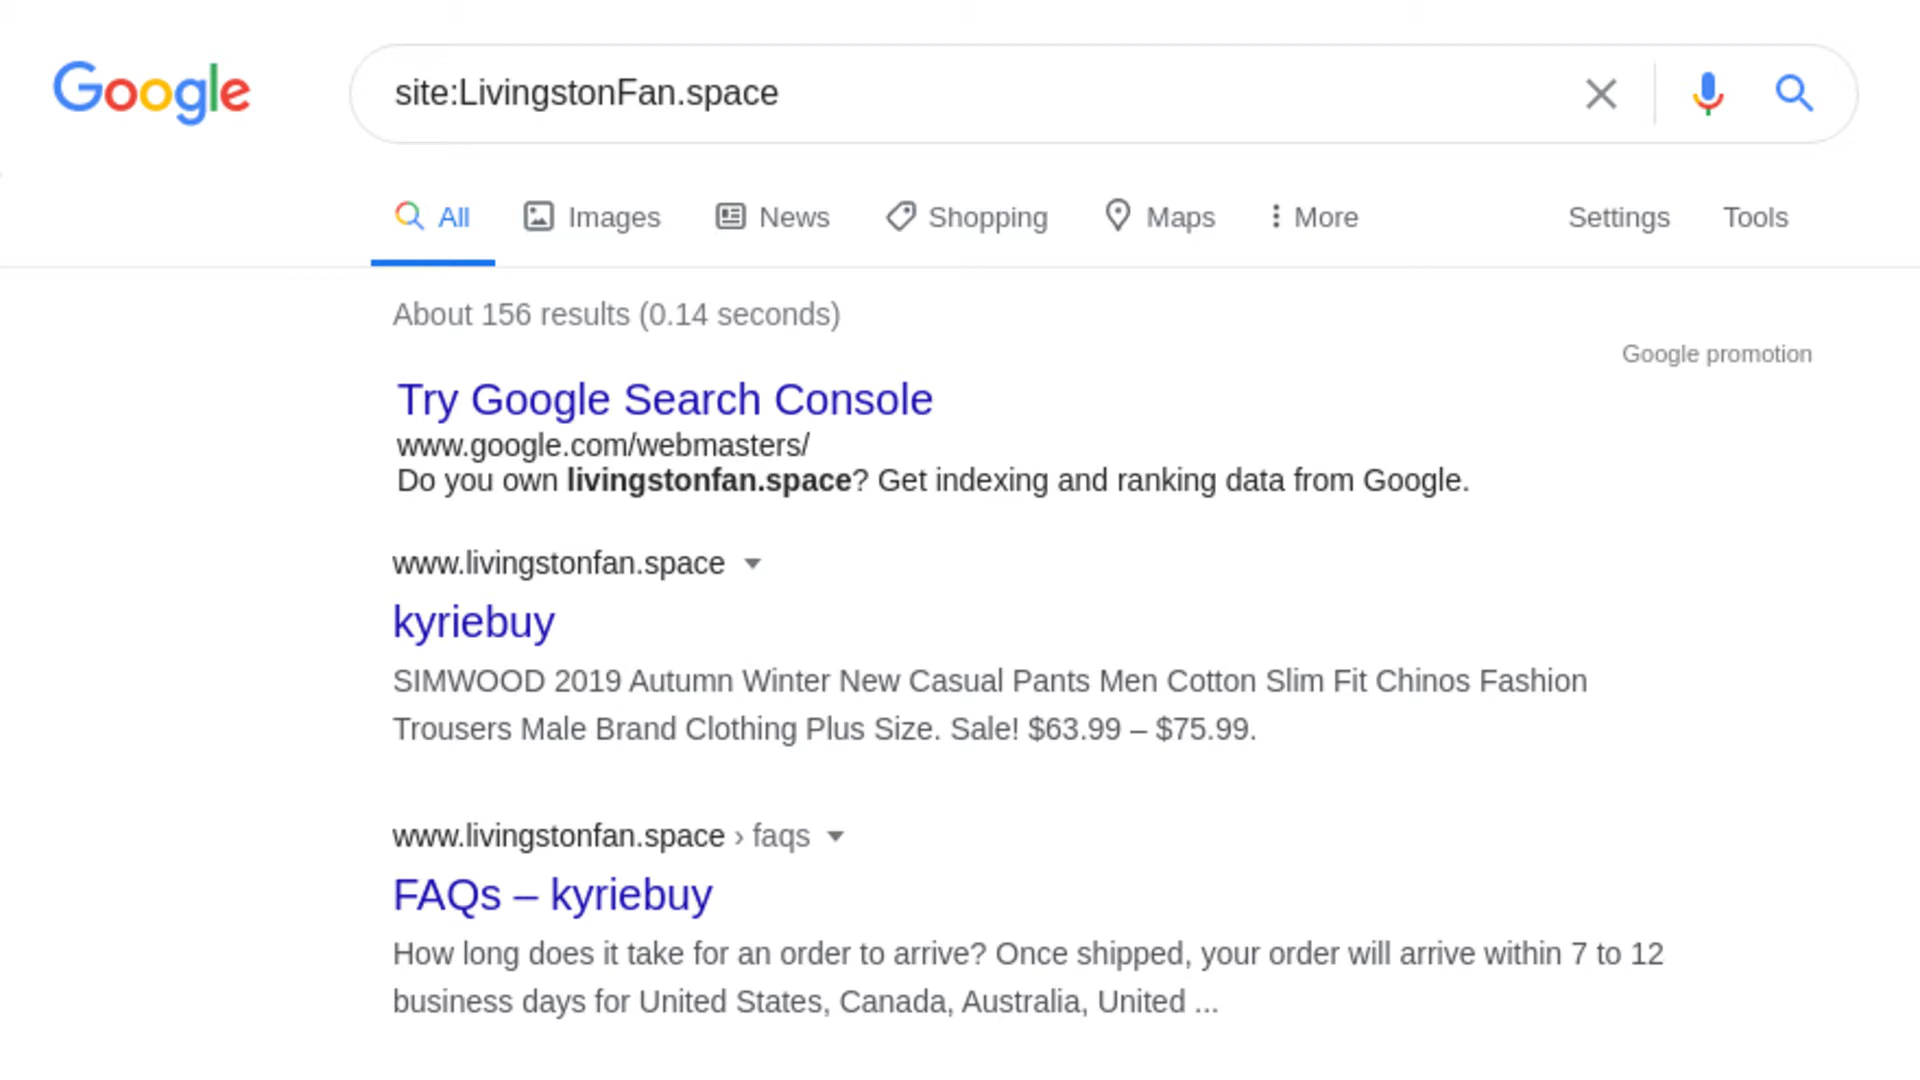 Google
site:LivingstonFan.space
All Images News Shopping Maps More Settings Tools
About 156 results (0.14 seconds)
Google promotion
Try Google Search Console
www.google.com/webmasters/
Do you own livingstonfan.space? Get indexing and ranking data from Google.
www.livingstonfan.space
kyriebuy
SIMWOOD 2019 Autumn Winter New Casual Pants Men Cotton Slim Fit Chinos Fashion
Trousers Male Brand Clothing Plus Size. Sale! $63.99 – $75.99.
www.livingstonfan.space › faqs
FAQs – kyriebuy
How long does it take for an order to arrive? Once shipped, your order will arrive within 7 to 12
business days for United States, Canada, Australia, United ...